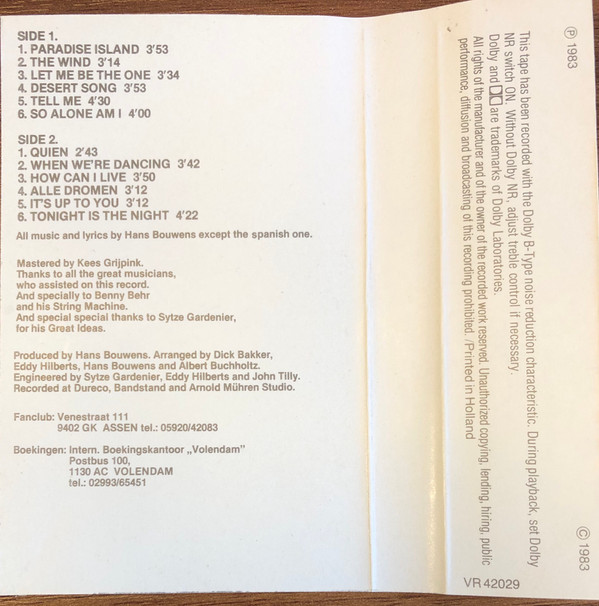 SIDE 1.
1. PARADISE ISLAND 3'53
2. THE WIND 3'14
3. LET ME BE THE ONE 3'34
4. DESERT SONG 3'53
5. TELL ME 4'30
6. SO ALONE AM I 4'00
SIDE 2.
1. QUIEN 2'43
2. WHEN WE'RE DANCING 3'42
3. HOW CAN I LIVE 3'50
4. ALLE DROMEN 3'12
5. IT'S UP TO YOU 3'12
6. TONIGHT IS THE NIGHT 4'22
All music and lyrics by Hans Bouwens except the spanish one.
Mastered by Kees Grijpink.
Thanks to all the great musicians,
who assisted on this record.
And specially to Benny Behr
and his String Machine.
And special special thanks to Sytze Gardenier,
for his Great Ideas.
Produced by Hans Bouwens. Arranged by Dick Bakker,
Eddy Hilberts, Hans Bouwens and Albert Buchholtz.
Engineered by Sytze Gardenier, Eddy Hilberts and John Tilly.
Recorded at Dureco, Bandstand and Arnold Mühren Studio.
Fanclub: Venestraat 111
9402 GK ASSEN tel.: 05920/42083
Boekingen: Intern. Boekingskantoor „Volendam"
Postbus 100,
1130 AC VOLENDAM
tel.: 02993/65451
℗ 1983
© 1983
This tape has been recorded with the Dolby B-Type noise reduction characteristic. During playback, set Dolby
NR switch ON. Without Dolby NR, adjust treble control if necessary.
Dolby and are trademarks of Dolby Laboratories.
All rights of the manufacturer and of the owner of the recorded work reserved. Unauthorized copying, lending, hiring, public
performance, diffusion and broadcasting of this recording prohibited. /Printed in Holland
VR 42029